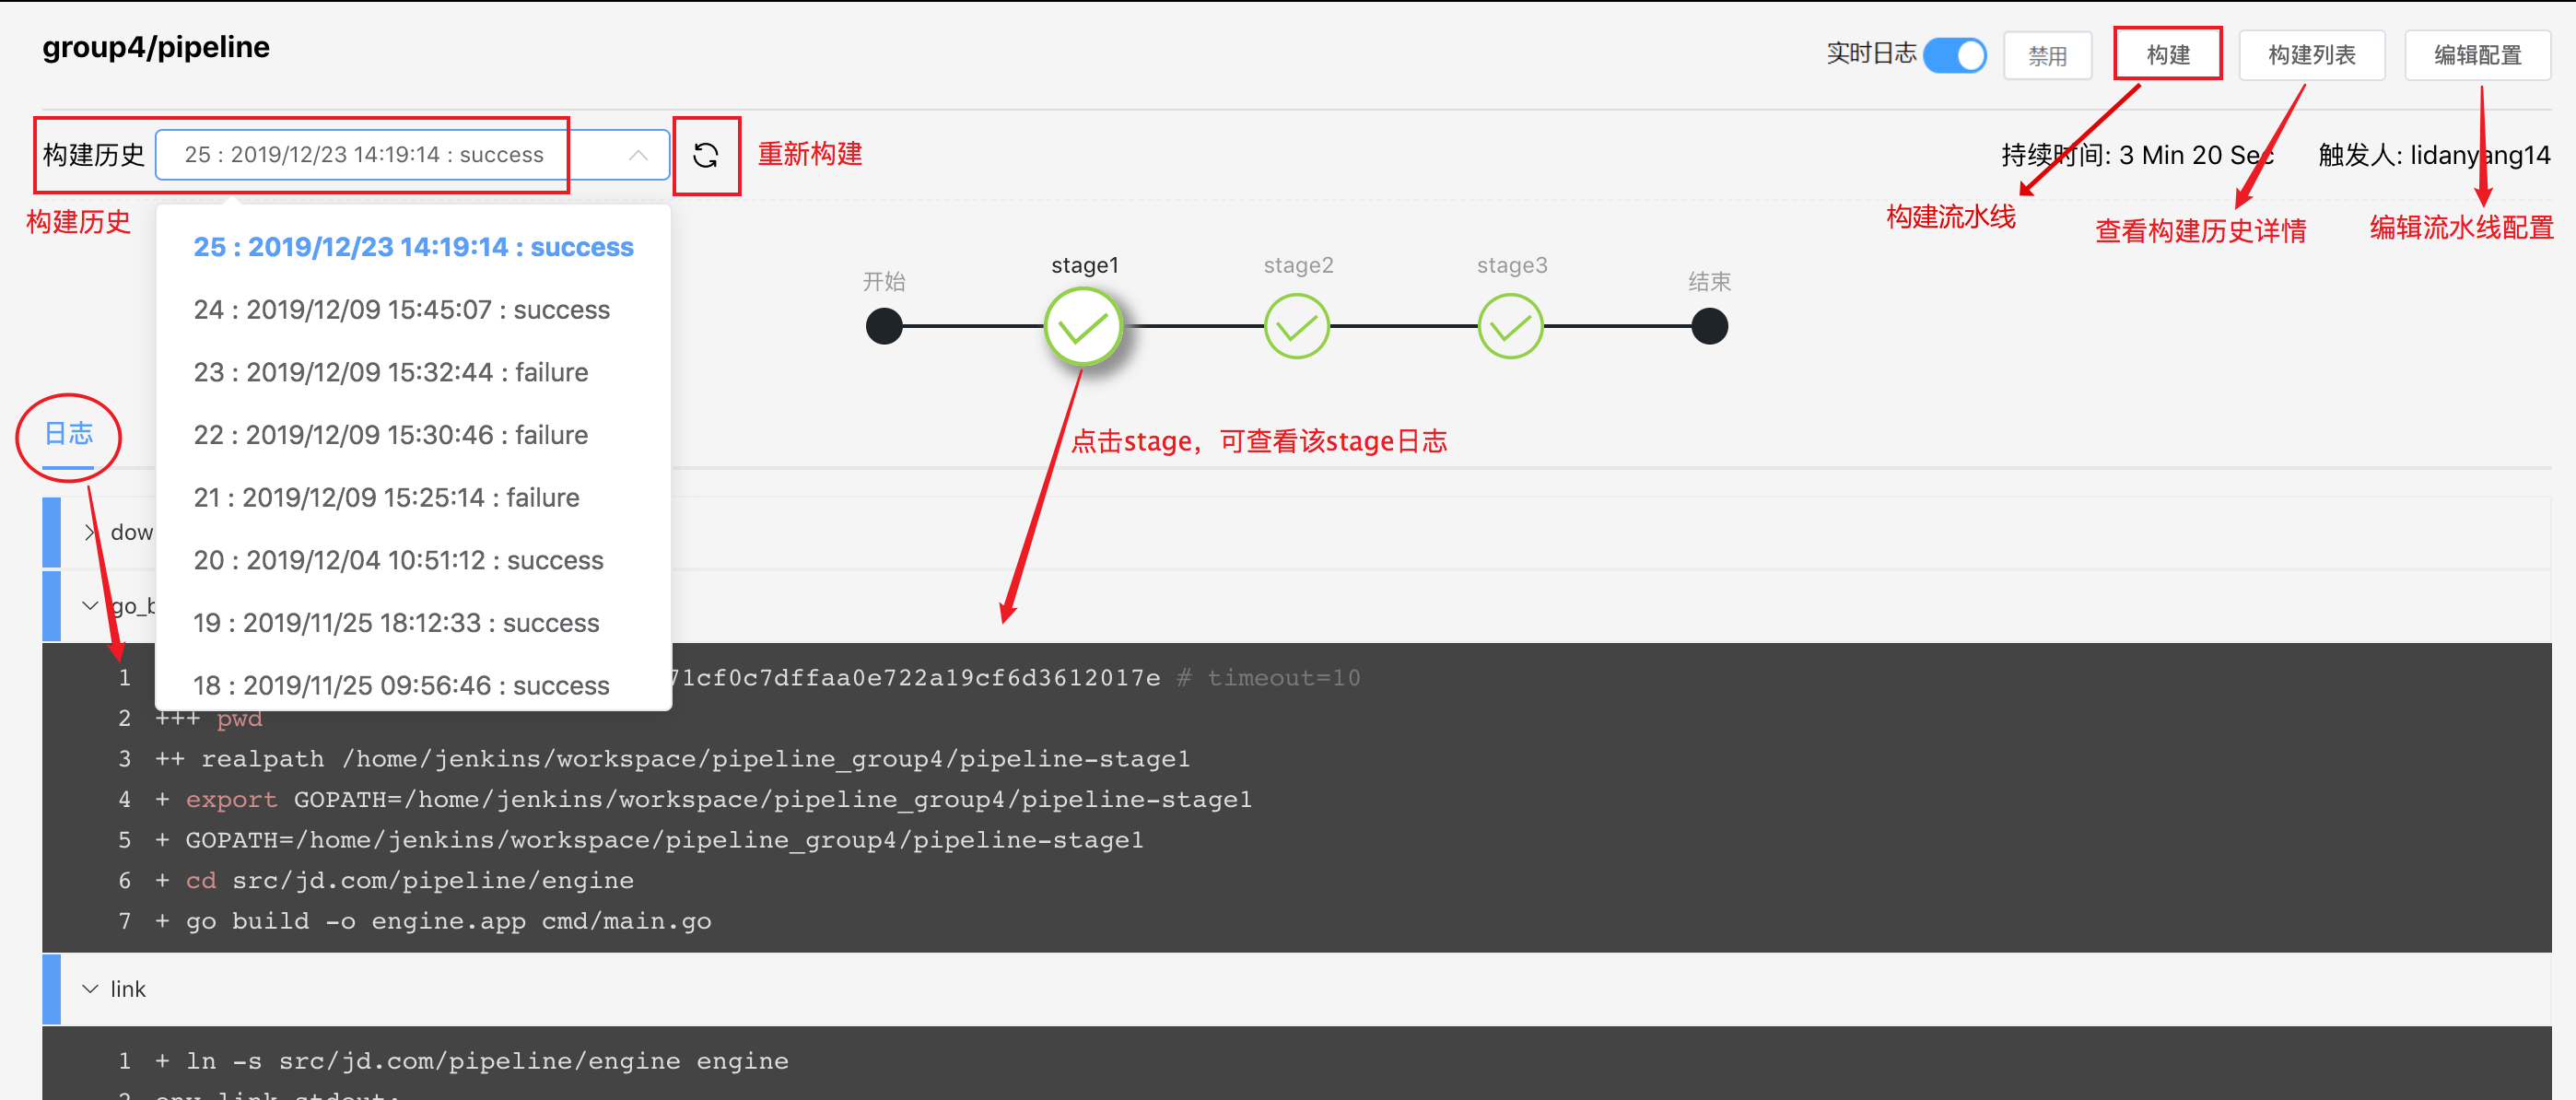 group4/pipeline
实时日志 禁用 构建 构建列表 编辑配置
构建历史 25 : 2019/12/23 14:19:14 : success 重新构建 持续时间: 3 Min 20 Sec 触发人: lidanyang14
构建历史 构建流水线 查看构建历史详情 编辑流水线配置
25 : 2019/12/23 14:19:14 : success
24 : 2019/12/09 15:45:07 : success
23 : 2019/12/09 15:32:44 : failure
22 : 2019/12/09 15:30:46 : failure
21 : 2019/12/09 15:25:14 : failure
20 : 2019/12/04 10:51:12 : success
19 : 2019/11/25 18:12:33 : success
18 : 2019/11/25 09:56:46 : success
开始 stage1 stage2 stage3 结束
点击stage，可查看该stage日志
日志
dow
go_b
1 71cf0c7dffaa0e722a19cf6d3612017e # timeout=10
2 +++ pwd
3 ++ realpath /home/jenkins/workspace/pipeline_group4/pipeline-stage1
4 + export GOPATH=/home/jenkins/workspace/pipeline_group4/pipeline-stage1
5 + GOPATH=/home/jenkins/workspace/pipeline_group4/pipeline-stage1
6 + cd src/jd.com/pipeline/engine
7 + go build -o engine.app cmd/main.go
link
1 + ln -s src/jd.com/pipeline/engine engine